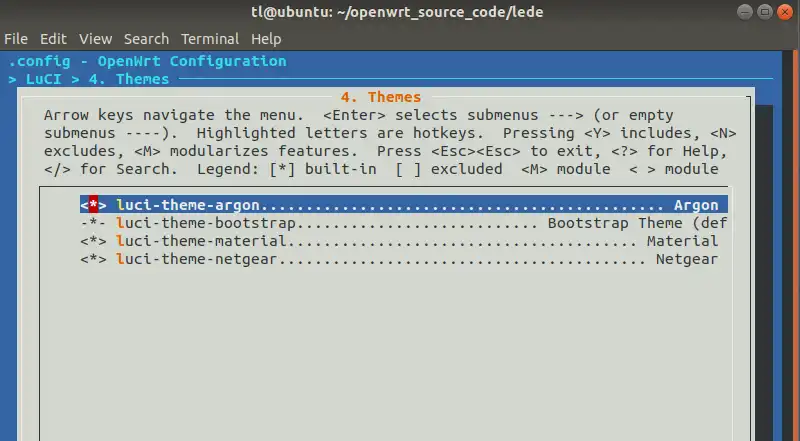 tl@ubuntu: ~/openwrt_source_code/lede
File Edit View Search Terminal Help
.config - OpenWrt Configuration
> LuCI > 4. Themes
4. Themes
Arrow keys navigate the menu. <Enter> selects submenus ---> (or empty
submenus ----). Highlighted letters are hotkeys. Pressing <Y> includes, <N>
excludes, <M> modularizes features. Press <Esc><Esc> to exit, <?> for Help,
</> for Search. Legend: [*] built-in [ ] excluded <M> module < > module
<*> luci-theme-argon............................................. Argon
-*- luci-theme-bootstrap........................... Bootstrap Theme (def
<*> luci-theme-material....................................... Material
<*> luci-theme-netgear......................................... Netgear